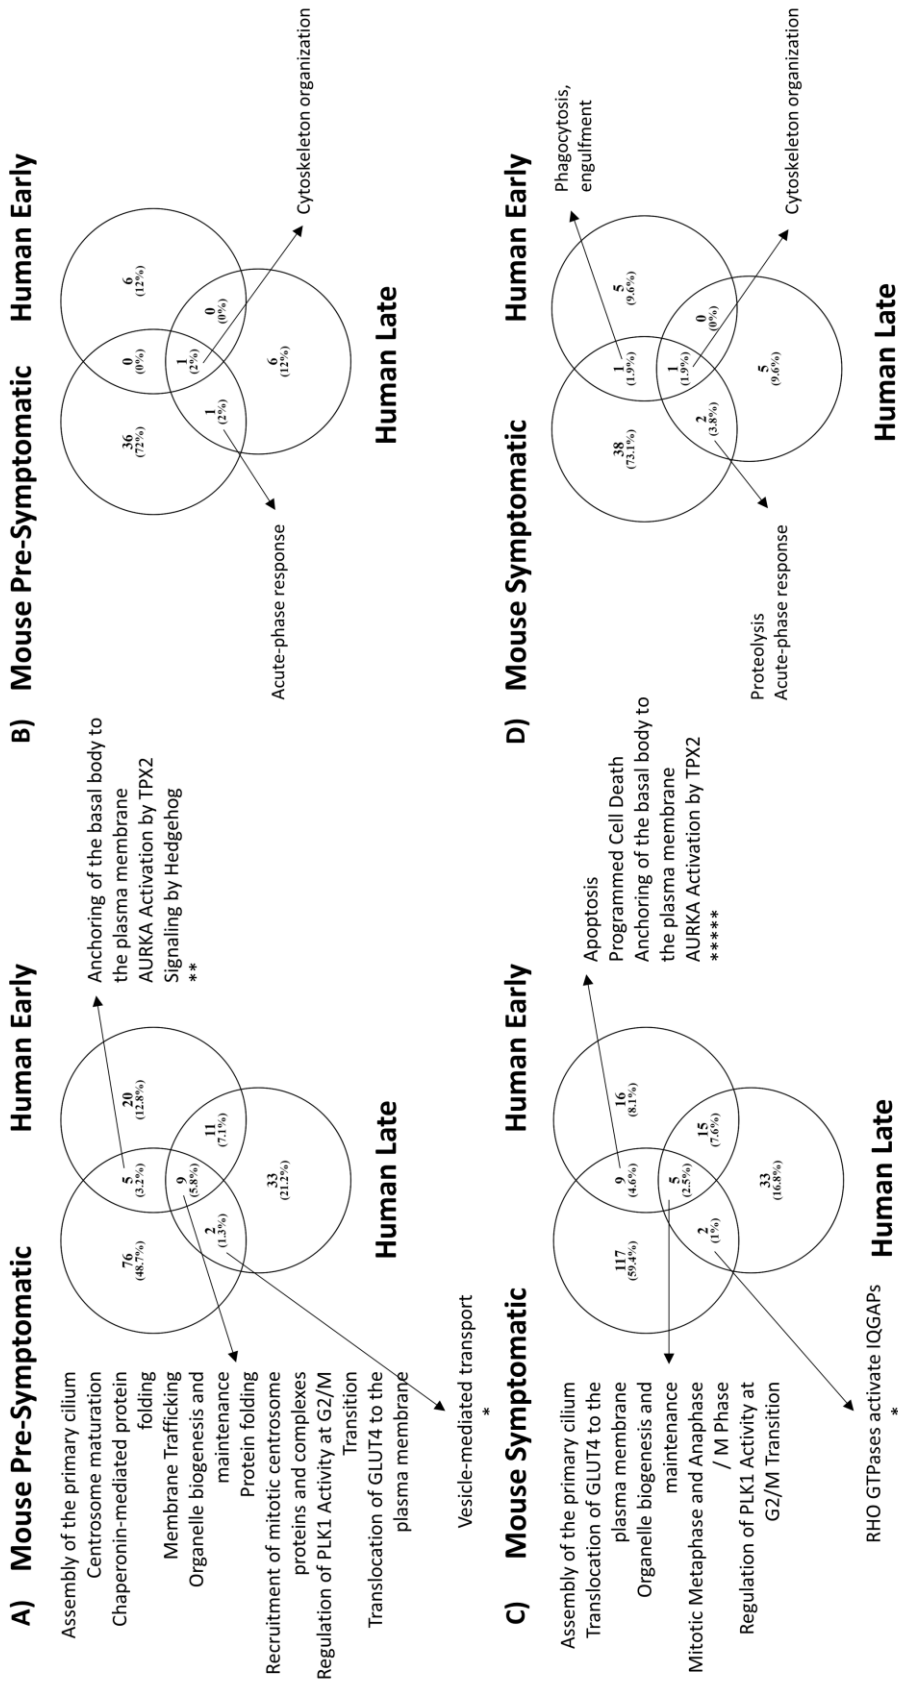 A) Mouse Pre-Symptomatic
Human Early
Assembly of the primary cilium
Centrosome maturation
Chaperonin-mediated protein
folding
Membrane Trafficking
Organelle biogenesis and
maintenance
Protein folding
Recruitment of mitotic centrosome
proteins and complexes
Regulation of PLK1 Activity at G2/M
Transition
Translocation of GLUT4 to the
plasma membrane
76
(48.7%)
5
(3.2%)
20
(12.8%)
9
(5.8%)
2
(1.3%)
11
(7.1%)
33
(21.2%)
Human Late
Anchoring of the basal body to
the plasma membrane
AURKA Activation by TPX2
Signaling by Hedgehog
**
Vesicle-mediated transport
*
B) Mouse Pre-Symptomatic
Human Early
36
(72%)
0
(0%)
6
(12%)
1
(2%)
1
(2%)
0
(0%)
6
(12%)
Human Late
Acute-phase response
Cytoskeleton organization
C) Mouse Symptomatic
Human Early
Assembly of the primary cilium
Translocation of GLUT4 to the
plasma membrane
Organelle biogenesis and
maintenance
Mitotic Metaphase and Anaphase
/ M Phase
Regulation of PLK1 Activity at
G2/M Transition
117
(59.4%)
9
(4.6%)
16
(8.1%)
5
(2.5%)
2
(1%)
15
(7.6%)
33
(16.8%)
Human Late
Apoptosis
Programmed Cell Death
Anchoring of the basal body to
the plasma membrane
AURKA Activation by TPX2
*****
RHO GTPases activate IQGAPs
*
D) Mouse Symptomatic
Human Early
38
(73.1%)
1
(1.9%)
5
(9.6%)
1
(1.9%)
2
(3.8%)
0
(0%)
5
(9.6%)
Human Late
Phagocytosis,
engulfment
Proteolysis
Acute-phase response
Cytoskeleton organization